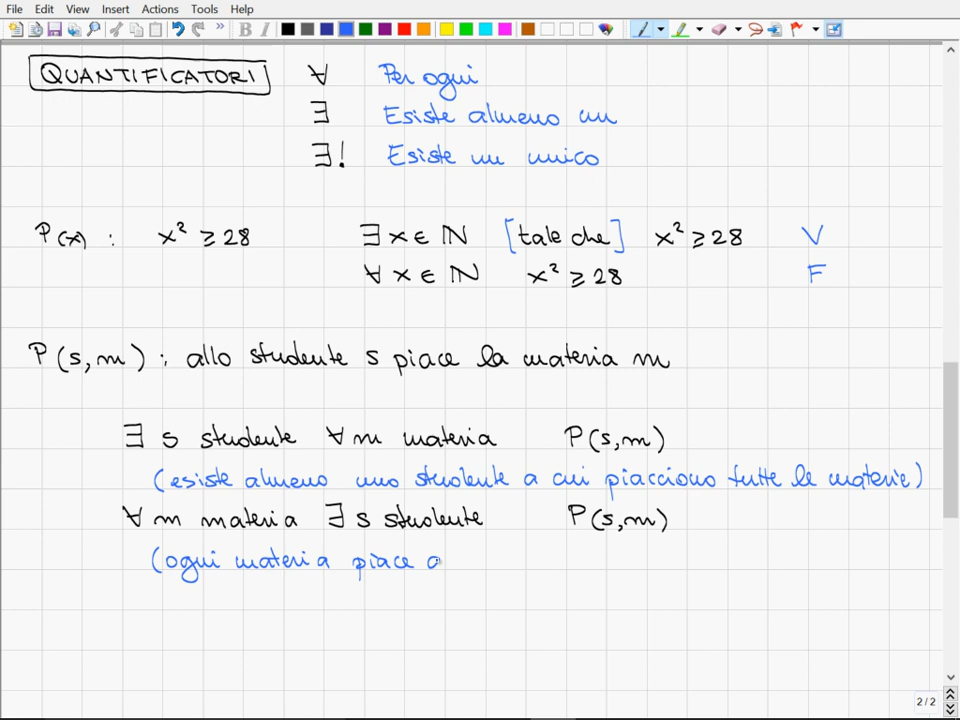 File Edit View Insert Actions Tools Help
QUANTIFICATORI ∀ Per ogni
∃ Esiste almeno un
∃! Esiste un unico
P(x) : x² ⩾ 28 ∃ x ∈ ℕ [tale che] x² ⩾ 28 V
∀ x ∈ ℕ x² ⩾ 28 F
P(s,m) : allo studente s piace la materia m
∃ s studente ∀ m materia P(s,m)
(esiste almeno uno studente a cui piacciono tutte le materie)
∀ m materia ∃ s studente P(s,m)
(ogni materia piace a
2 / 2